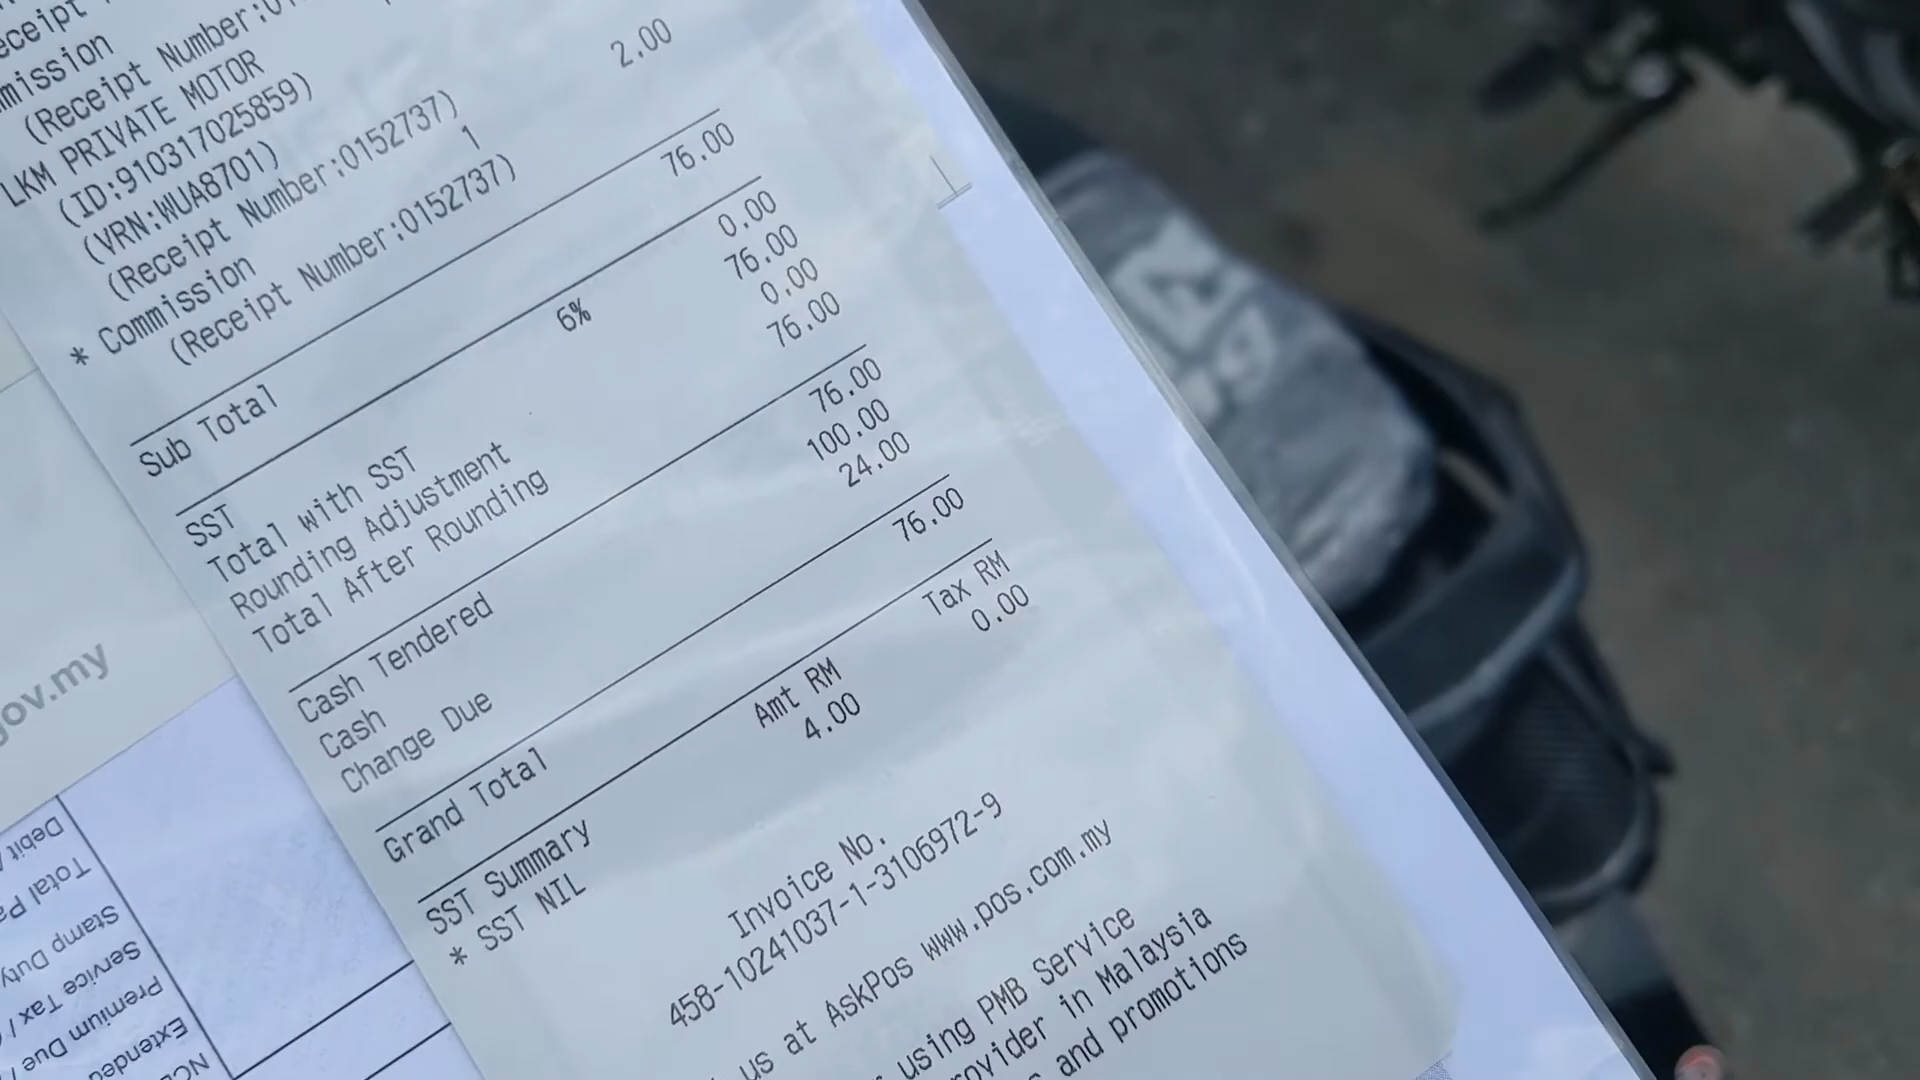 (Receipt Number:
LKM PRIVATE MOTOR
(ID:910317025859)
(VRN:WUA8701)
(Receipt Number:0152737)
* Commission 1 2.00
(Receipt Number:0152737)
Sub Total 76.00
SST 6% 0.00
Total with SST 76.00
Rounding Adjustment 0.00
Total After Rounding 76.00
Cash Tendered 76.00
Cash 100.00
Change Due 24.00
Grand Total 76.00
SST Summary Amt RM Tax RM
* SST NIL 4.00 0.00
Invoice No.
458-10241037-1-3106972-9
us at AskPos www.pos.com.my
using PMB Service
in Malaysia
and promotions
gov.my
Debit
Total
Stamp Duty
Service Tax /
Premium Due
Extended